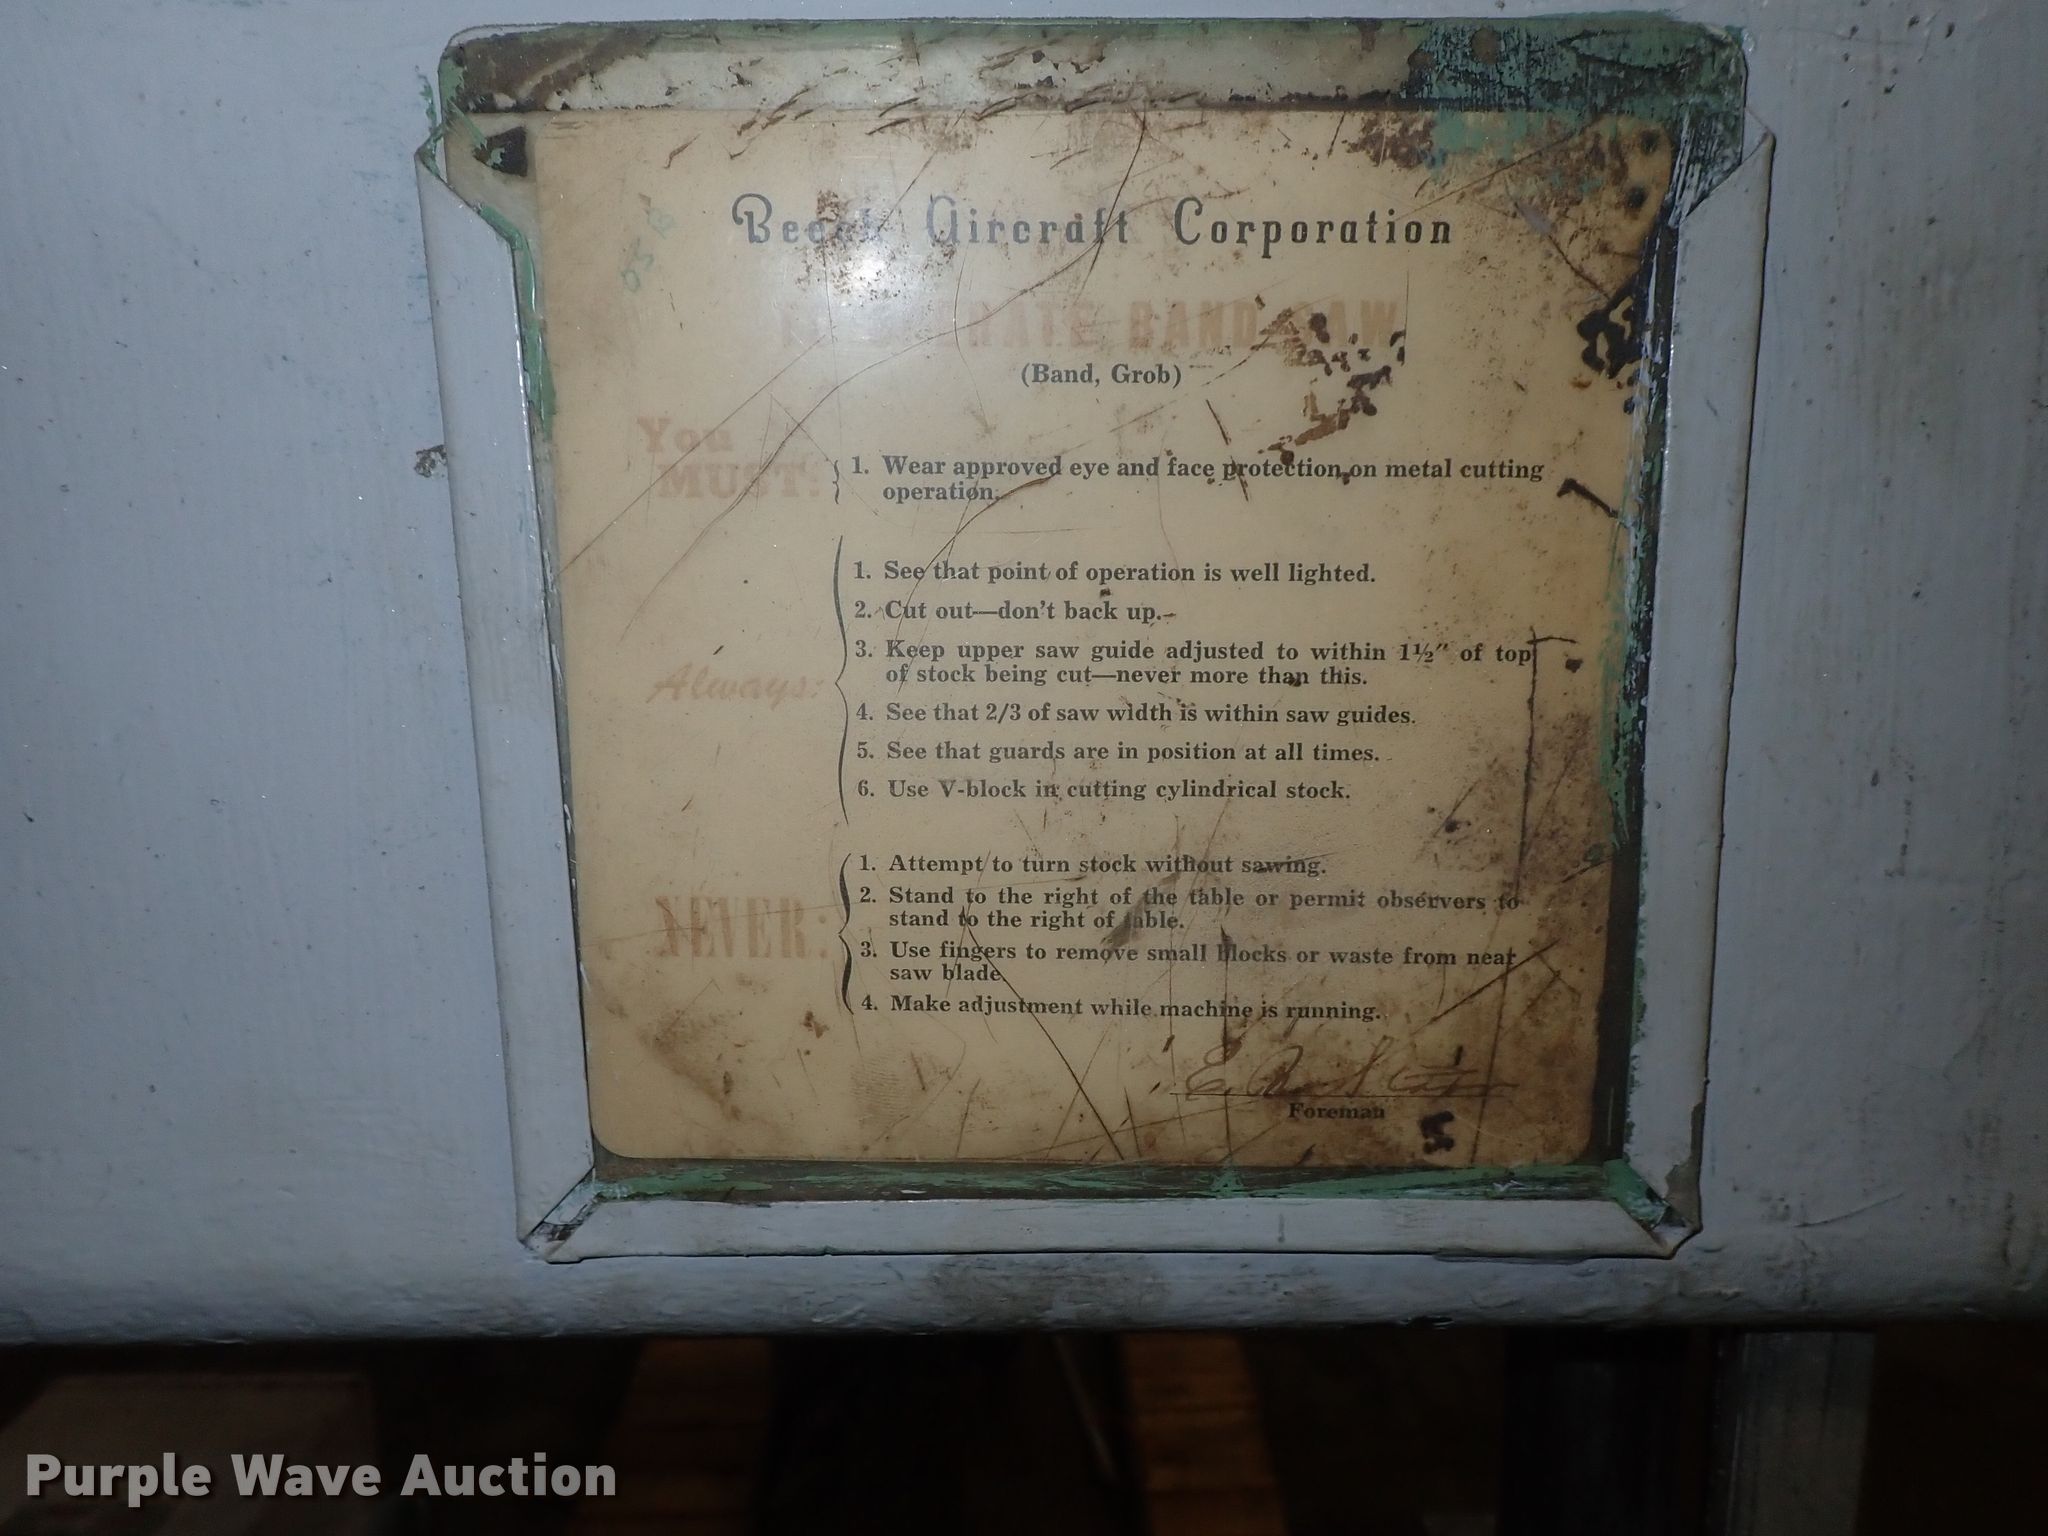 Beech Aircraft Corporation
TO OPERATE BAND SAW
(Band, Grob)
You
MUST:
1. Wear approved eye and face protection on metal cutting
operation.
Always:
1. See that point of operation is well lighted.
2. Cut out—don't back up.
3. Keep upper saw guide adjusted to within 1½" of top
of stock being cut—never more than this.
4. See that 2/3 of saw width is within saw guides.
5. See that guards are in position at all times.
6. Use V-block in cutting cylindrical stock.
NEVER:
1. Attempt to turn stock without sawing.
2. Stand to the right of the table or permit observers to
stand to the right of table.
3. Use fingers to remove small blocks or waste from near
saw blade.
4. Make adjustment while machine is running.
Foreman
Purple Wave Auction